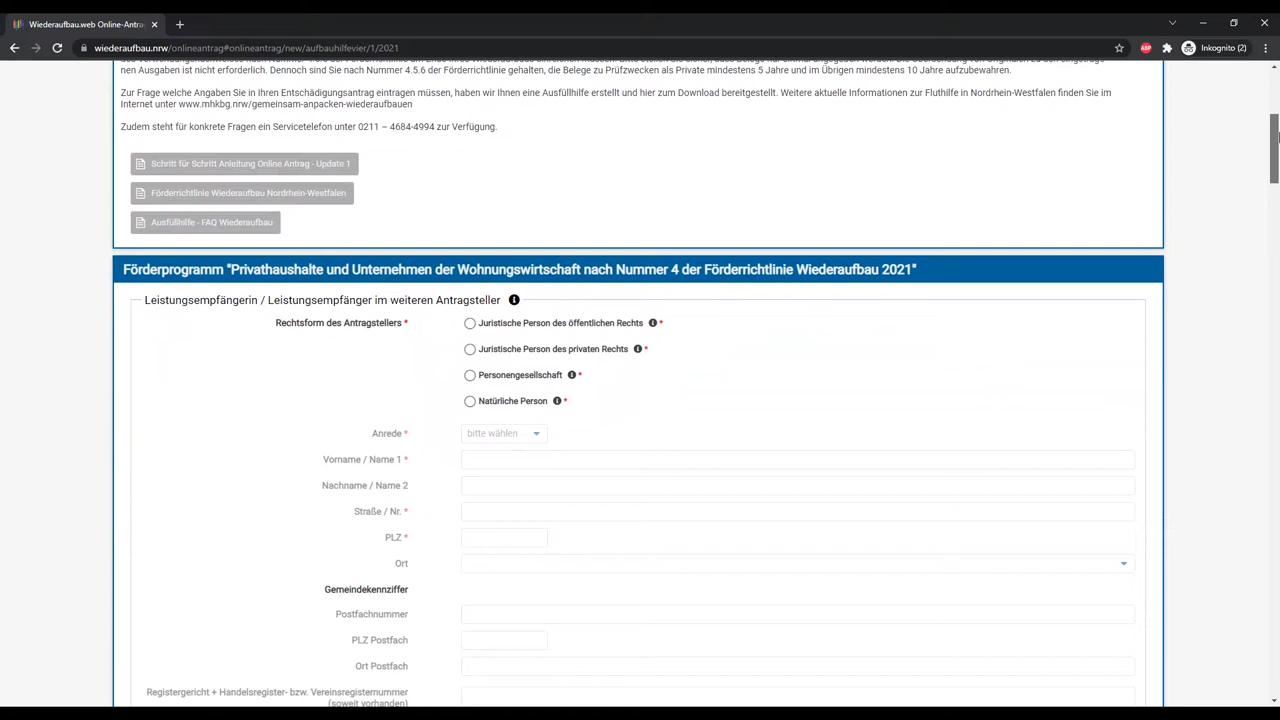 Wiederaufbau.web Online-Antra
wiederaufbau.nrw/onlineantrag#onlineantrag/new/aufbauhilfevier/1/2021
ABP
Inkognito (2)
nen Ausgaben ist nicht erforderlich. Dennoch sind Sie nach Nummer 4.5.6 der Förderrichtlinie gehalten, die Belege zu Prüfzwecken als Private mindestens 5 Jahre und im Übrigen mindestens 10 Jahre aufzubewahren.
Zur Frage welche Angaben Sie in Ihren Entschädigungsantrag eintragen müssen, haben wir Ihnen eine Ausfüllhilfe erstellt und hier zum Download bereitgestellt. Weitere aktuelle Informationen zur Fluthilfe in Nordrhein-Westfalen finden Sie im
Internet unter www.mhkbg.nrw/gemeinsam-anpacken-wiederaufbauen
Zudem steht für konkrete Fragen ein Servicetelefon unter 0211 – 4684-4994 zur Verfügung.
Schritt für Schritt Anleitung Online Antrag - Update 1
Förderrichtlinie Wiederaufbau Nordrhein-Westfalen
Ausfüllhilfe - FAQ Wiederaufbau
Förderprogramm "Privathaushalte und Unternehmen der Wohnungswirtschaft nach Nummer 4 der Förderrichtlinie Wiederaufbau 2021"
Leistungsempfängerin / Leistungsempfänger im weiteren Antragsteller
Rechtsform des Antragstellers * Juristische Person des öffentlichen Rechts *
Juristische Person des privaten Rechts *
Personengesellschaft *
Natürliche Person *
Anrede * bitte wählen
Vorname / Name 1 *
Nachname / Name 2
Straße / Nr. *
PLZ *
Ort
Gemeindekennziffer
Postfachnummer
PLZ Postfach
Ort Postfach
Registergericht + Handelsregister- bzw. Vereinsregisternummer
(soweit vorhanden)